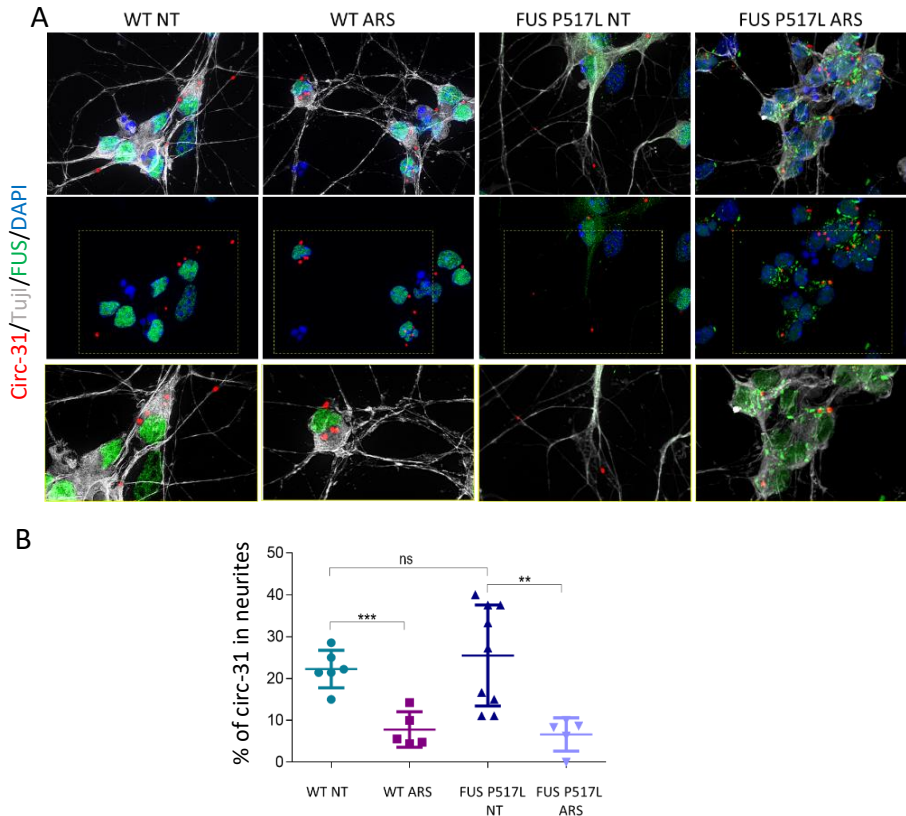 A
WT NT
WT ARS
FUS P517L NT
FUS P517L ARS
Circ-31/TujI/FUS/DAPI
B
% of circ-31 in neurites
50
40
30
20
10
0
ns
***
**
WT NT
WT ARS
FUS P517L
NT
FUS P517L
ARS